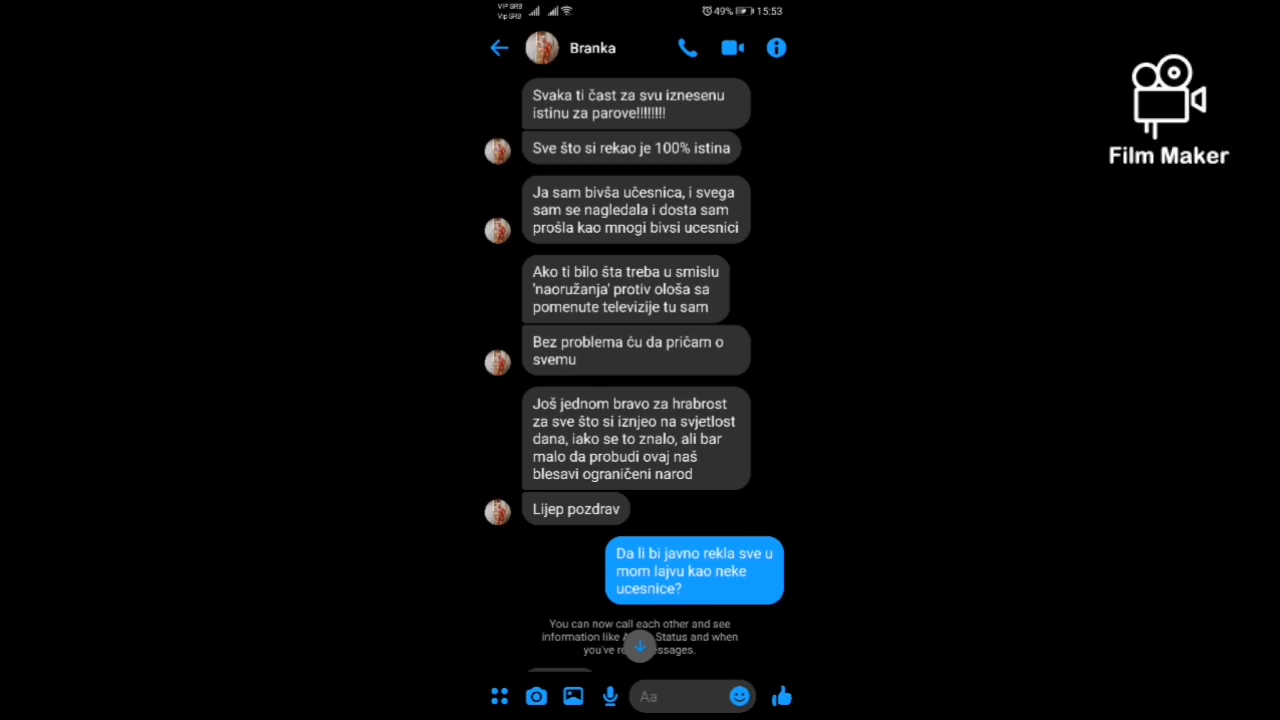 VIP SRB
Vip SRB
49%
15:53
Branka
Svaka ti čast za svu iznesenu
istinu za parove!!!!!!!!
Sve što si rekao je 100% istina
Ja sam bivša učesnica, i svega
sam se nagledala i dosta sam
prošla kao mnogi bivsi ucesnici
Ako ti bilo šta treba u smislu
'naoružanja' protiv ološa sa
pomenute televizije tu sam
Bez problema ću da pričam o
svemu
Još jednom bravo za hrabrost
za sve što si iznjeo na svjetlost
dana, iako se to znalo, ali bar
malo da probudi ovaj naš
blesavi ograničeni narod
Lijep pozdrav
Da li bi javno rekla sve u
mom lajvu kao neke
ucesnice?
You can now call each other and see
information like Status and when
you've
Aa
Film Maker